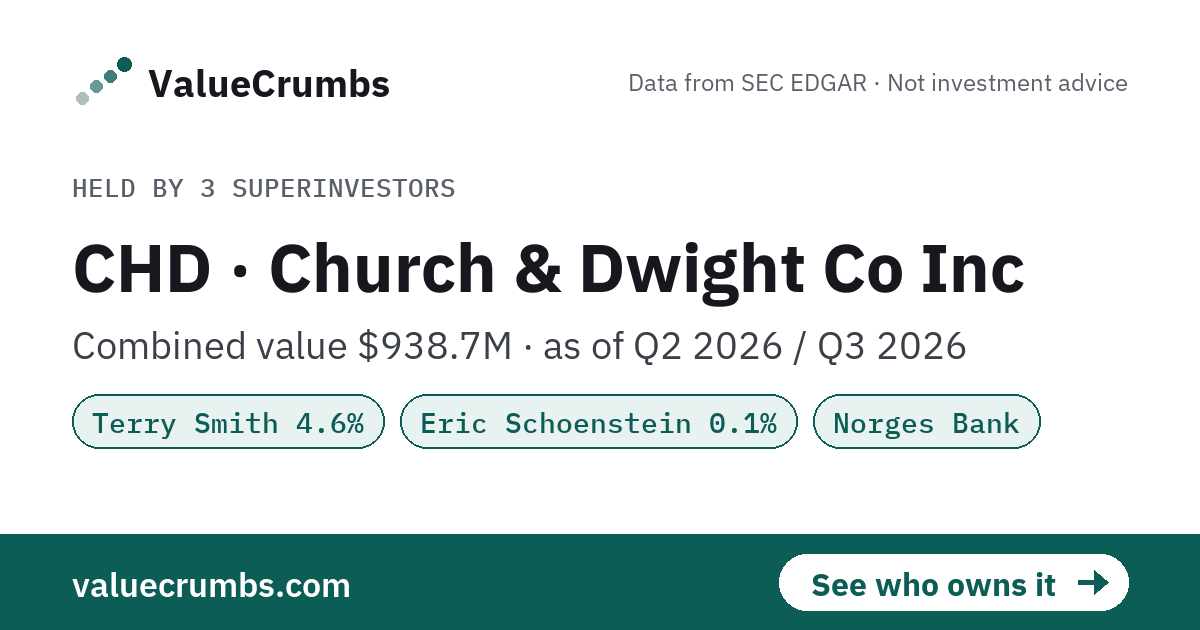 ValueCrumbs
Data from SEC EDGAR · Not investment advice
HELD BY 3 SUPERINVESTORS
CHD · Church & Dwight Co Inc
Combined value $938.7M · as of Q2 2026 / Q3 2026
Terry Smith 4.6%
Eric Schoenstein 0.1%
Norges Bank
valuecrumbs.com
See who owns it →